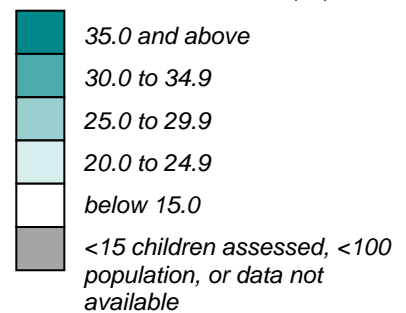 35.0 and above
30.0 to 34.9
25.0 to 29.9
20.0 to 24.9
below 15.0
<15 children assessed, <100
population, or data not
available